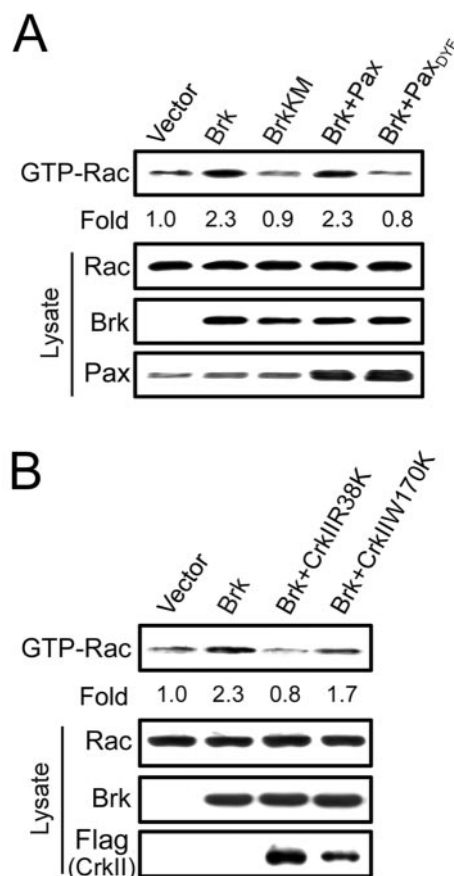 A
Vector Brk BrkKM Brk+Pax Brk+PaxDYF
GTP-Rac
Fold 1.0 2.3 0.9 2.3 0.8
Rac
Brk
Pax
Lysate
B
Vector Brk Brk+CrkIIR38K Brk+CrkIIW170K
GTP-Rac
Fold 1.0 2.3 0.8 1.7
Rac
Brk
Flag
(CrkII)
Lysate